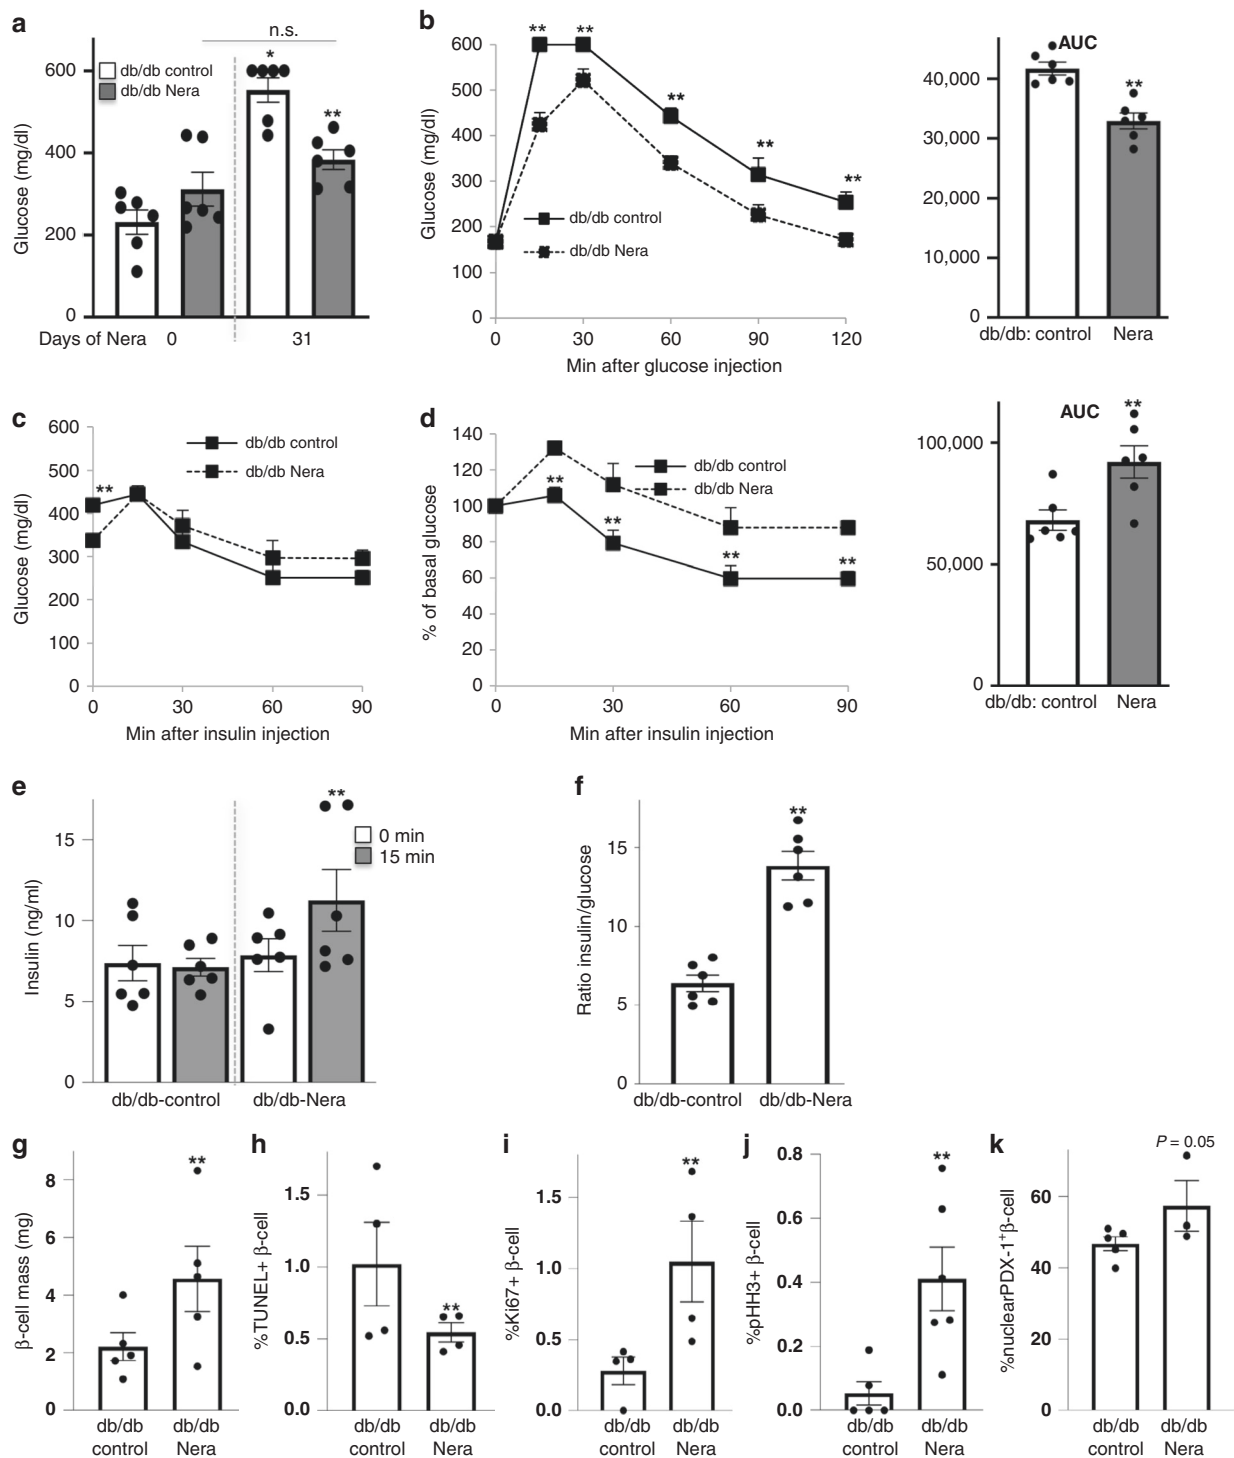 a
n.s.
600
400
200
0
Glucose (mg/dl)
db/db control
db/db Nera
*
**
Days of Nera 0 31
b
600
500
400
300
200
100
0
Glucose (mg/dl)
** ** ** ** **
db/db control
db/db Nera
0 30 60 90 120
Min after glucose injection
AUC
**
40,000
30,000
20,000
10,000
0
db/db: control Nera
c
600
500
400
300
200
100
0
Glucose (mg/dl)
**
db/db control
db/db Nera
0 30 60 90
Min after insulin injection
d
140
120
100
80
60
40
20
0
% of basal glucose
db/db control
db/db Nera
** ** ** **
0 30 60 90
Min after insulin injection
AUC
**
100,000
50,000
0
db/db: control Nera
e
15
10
5
0
Insulin (ng/ml)
**
0 min
15 min
db/db-control db/db-Nera
f
15
10
5
0
Ratio insulin/glucose
**
db/db-control db/db-Nera
g
8
6
4
2
0
β-cell mass (mg)
**
db/db db/db
control Nera
h
1.5
1.0
0.5
0.0
%TUNEL+ β-cell
**
db/db db/db
control Nera
i
1.5
1.0
0.5
0.0
%Ki67+ β-cell
**
db/db db/db
control Nera
j
0.8
0.6
0.4
0.2
0.0
%pHH3+ β-cell
**
db/db db/db
control Nera
k
P = 0.05
60
40
20
0
%nuclearPDX-1⁺β-cell
db/db db/db
control Nera